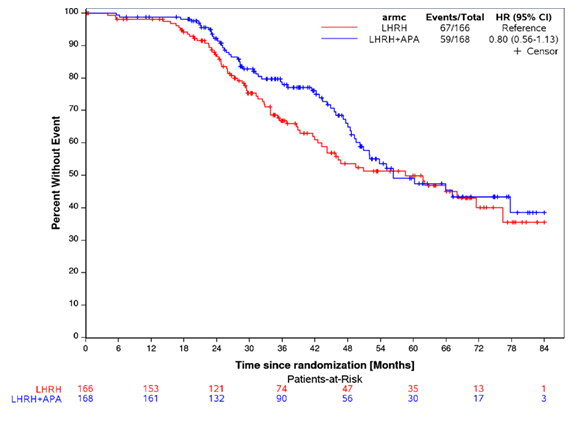 armc Events/Total HR (95% CI)
LHRH 67/166 Reference
LHRH+APA 59/168 0.80 (0.56-1.13)
+ Censor
Percent Without Event
100
90
80
70
60
50
40
30
20
10
0
0 6 12 18 24 30 36 42 48 54 60 66 72 78 84
Time since randomization [Months]
Patients-at-Risk
LHRH 166 153 121 74 47 35 13 1
LHRH+APA 168 161 132 90 56 30 17 3